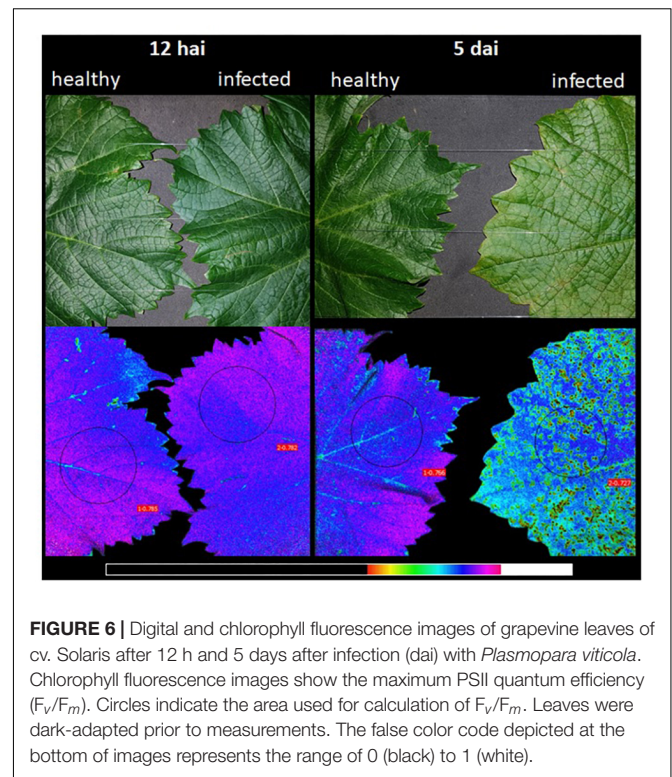 12 hai 5 dai
healthy infected healthy infected
1-0.785
2-0.782
1-0.766
2-0.727
FIGURE 6 | Digital and chlorophyll fluorescence images of grapevine leaves of
cv. Solaris after 12 h and 5 days after infection (dai) with Plasmopara viticola.
Chlorophyll fluorescence images show the maximum PSII quantum efficiency
(Fv/Fm). Circles indicate the area used for calculation of Fv/Fm. Leaves were
dark-adapted prior to measurements. The false color code depicted at the
bottom of images represents the range of 0 (black) to 1 (white).